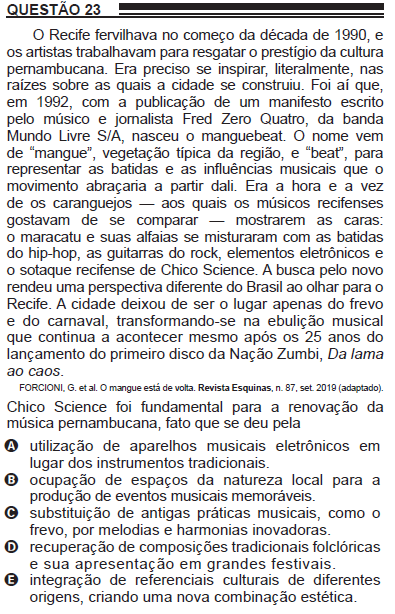 QUESTÃO 23
O Recife fervilhava no começo da década de 1990, e
os artistas trabalhavam para resgatar o prestígio da cultura
pernambucana. Era preciso se inspirar, literalmente, nas
raízes sobre as quais a cidade se construiu. Foi aí que,
em 1992, com a publicação de um manifesto escrito
pelo músico e jornalista Fred Zero Quatro, da banda
Mundo Livre S/A, nasceu o manguebeat. O nome vem
de “mangue”, vegetação típica da região, e “beat”, para
representar as batidas e as influências musicais que o
movimento abraçaria a partir dali. Era a hora e a vez
de os caranguejos — aos quais os músicos recifenses
gostavam de se comparar — mostrarem as caras:
o maracatu e suas alfaias se misturaram com as batidas
do hip-hop, as guitarras do rock, elementos eletrônicos e
o sotaque recifense de Chico Science. A busca pelo novo
rendeu uma perspectiva diferente do Brasil ao olhar para o
Recife. A cidade deixou de ser o lugar apenas do frevo
e do carnaval, transformando-se na ebulição musical
que continua a acontecer mesmo após os 25 anos do
lançamento do primeiro disco da Nação Zumbi, Da lama
ao caos.
FORCIONI, G. et al. O mangue está de volta. Revista Esquinas, n. 87, set. 2019 (adaptado).
Chico Science foi fundamental para a renovação da
música pernambucana, fato que se deu pela
A utilização de aparelhos musicais eletrônicos em
lugar dos instrumentos tradicionais.
B ocupação de espaços da natureza local para a
produção de eventos musicais memoráveis.
C substituição de antigas práticas musicais, como o
frevo, por melodias e harmonias inovadoras.
D recuperação de composições tradicionais folclóricas
e sua apresentação em grandes festivais.
E integração de referenciais culturais de diferentes
origens, criando uma nova combinação estética.